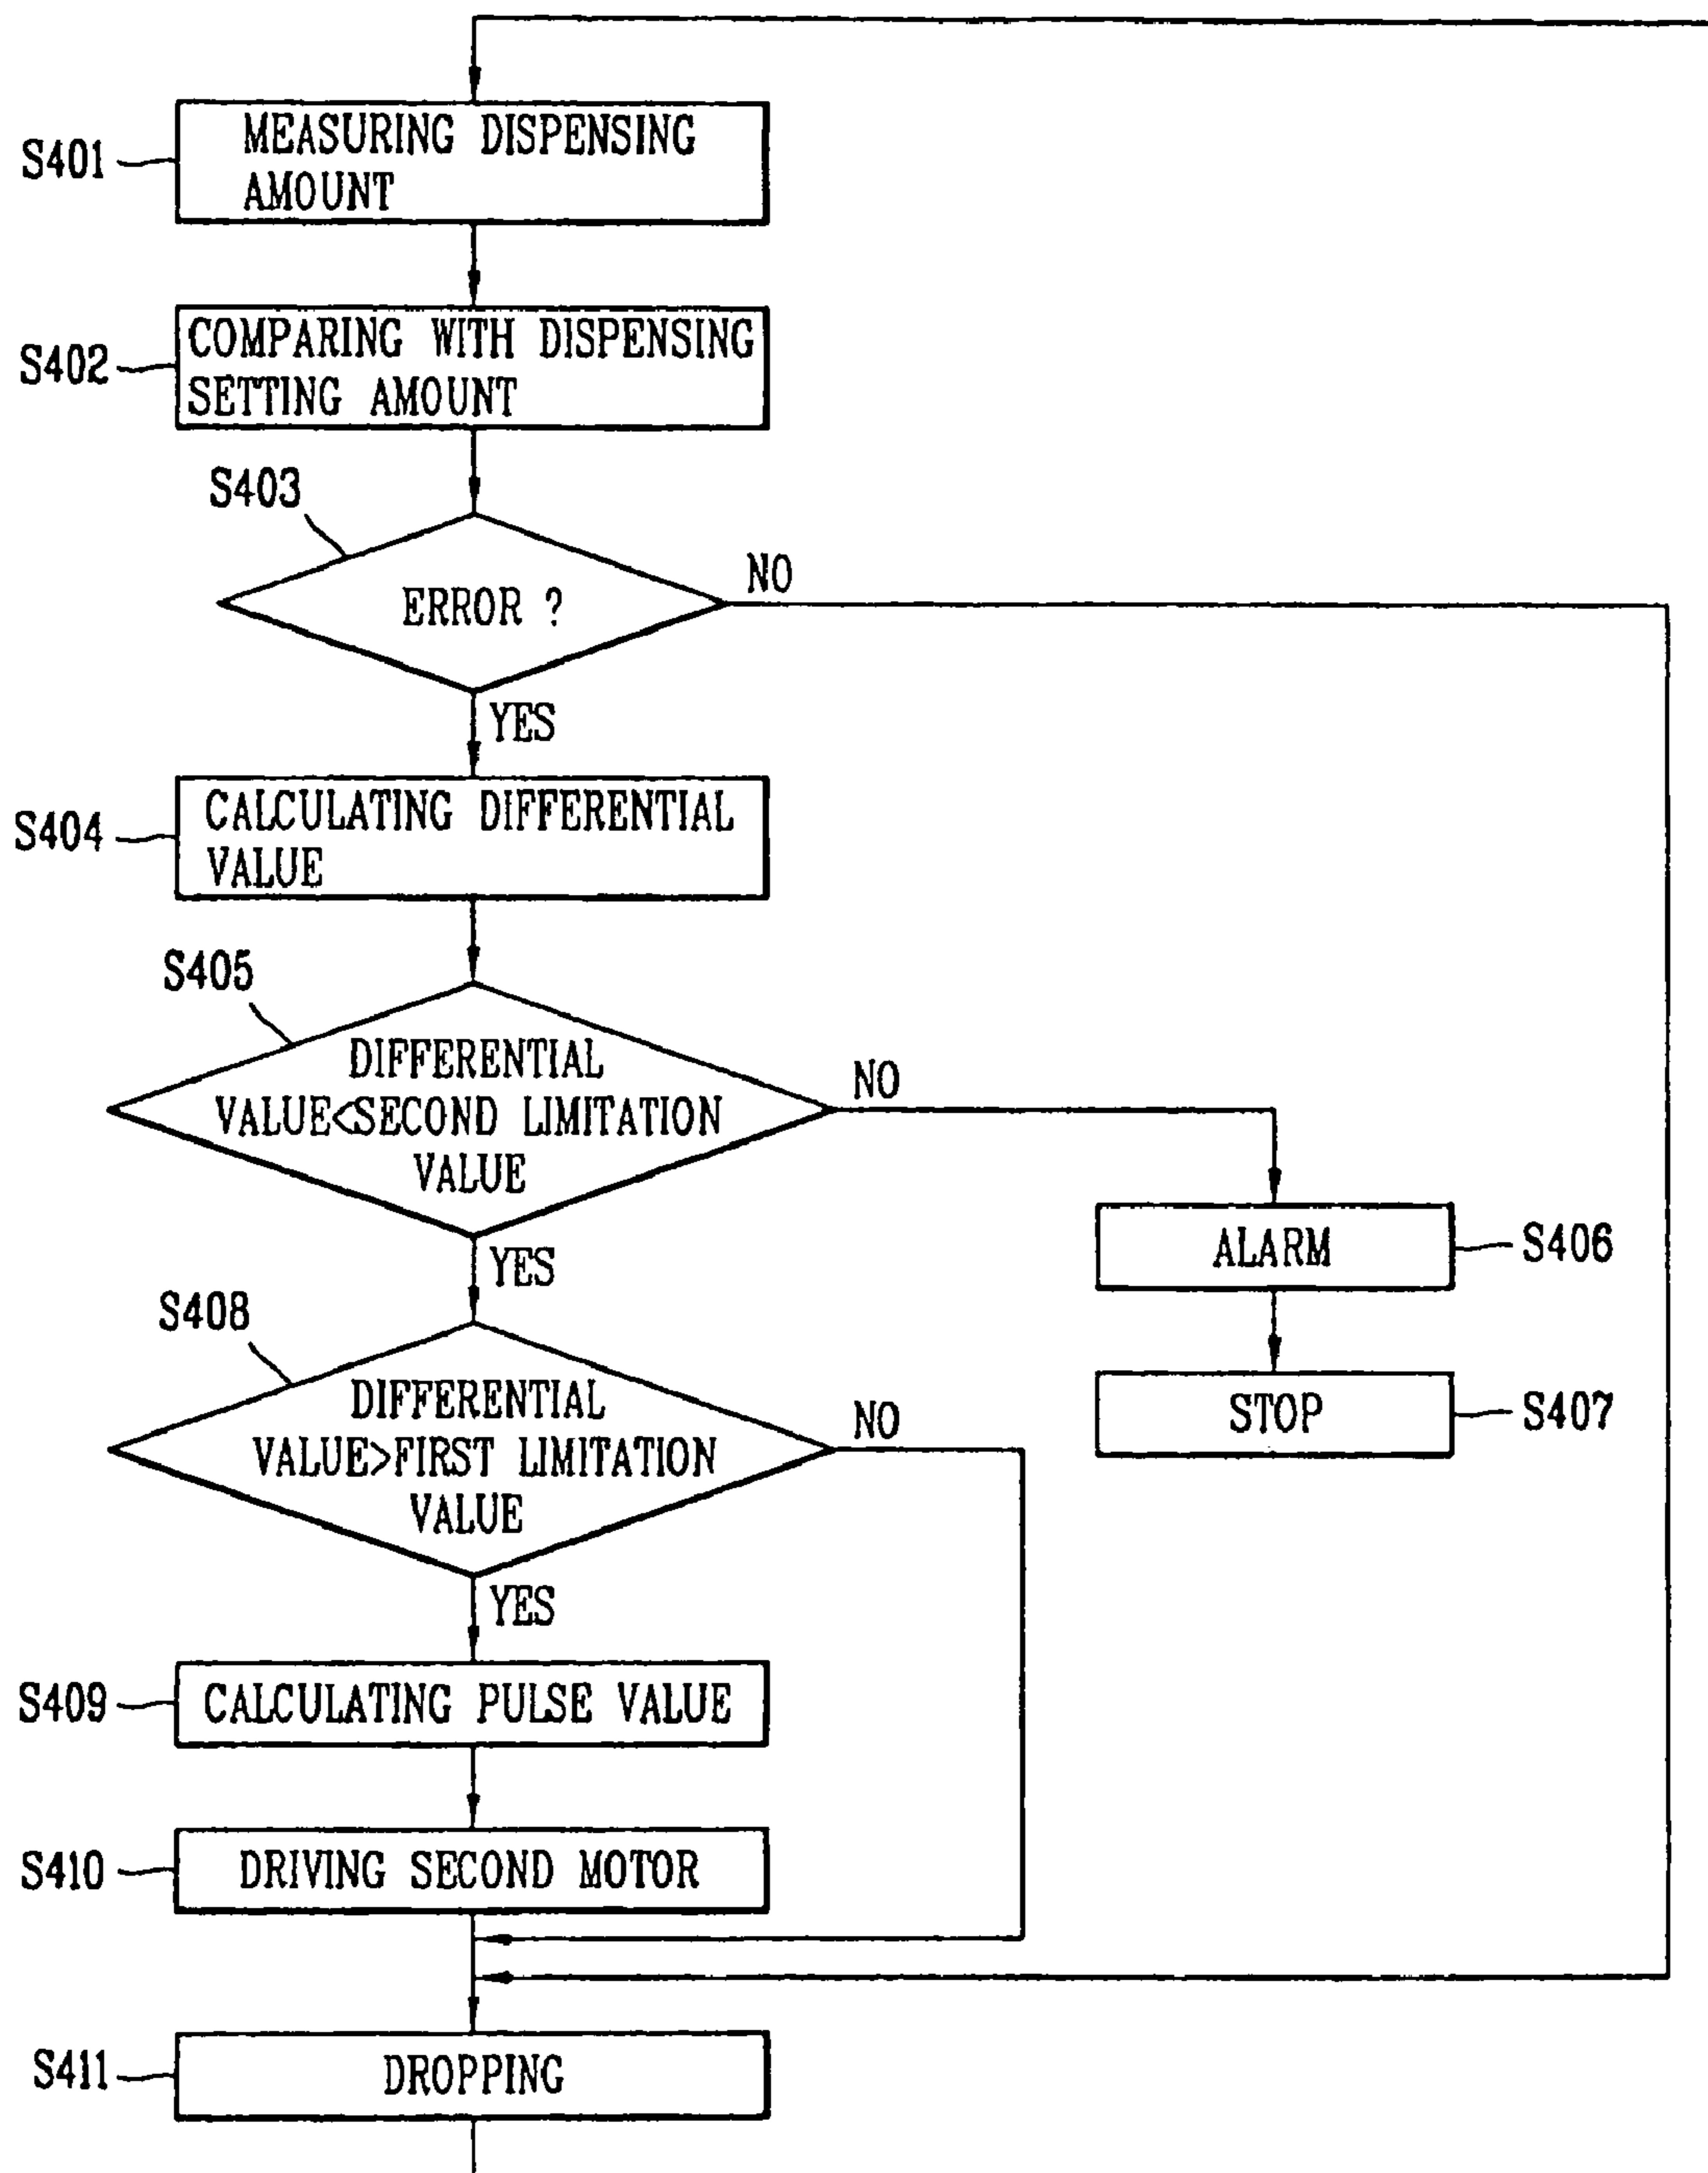 S401
MEASURING DISPENSING
AMOUNT
S402
COMPARING WITH DISPENSING
SETTING AMOUNT
S403
ERROR ?
NO
YES
S404
CALCULATING DIFFERENTIAL
VALUE
S405
DIFFERENTIAL
VALUE<SECOND LIMITATION
VALUE
NO
YES
ALARM
S406
STOP
S407
S408
DIFFERENTIAL
VALUE>FIRST LIMITATION
VALUE
NO
YES
S409
CALCULATING PULSE VALUE
S410
DRIVING SECOND MOTOR
S411
DROPPING